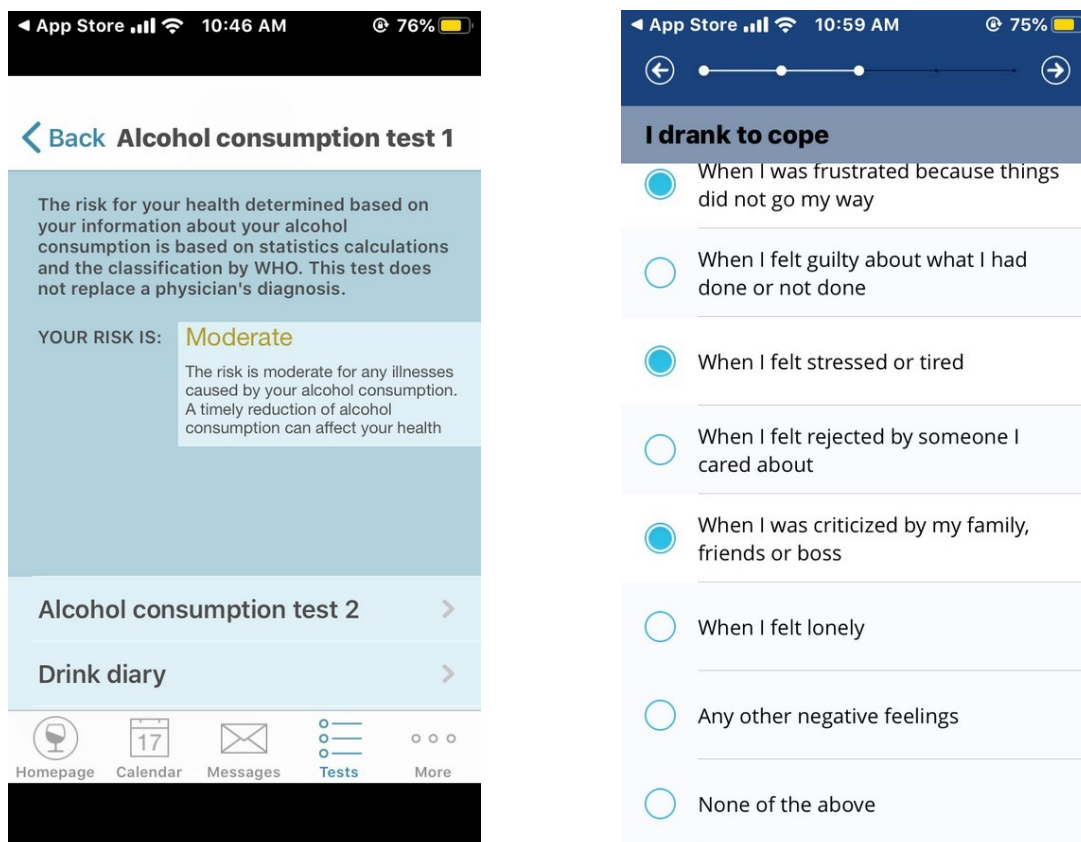 App Store 10:46 AM 76%
Back Alcohol consumption test 1
The risk for your health determined based on
your information about your alcohol
consumption is based on statistics calculations
and the classification by WHO. This test does
not replace a physician's diagnosis.
YOUR RISK IS: Moderate
The risk is moderate for any illnesses
caused by your alcohol consumption.
A timely reduction of alcohol
consumption can affect your health
Alcohol consumption test 2
Drink diary
17
Homepage Calendar Messages Tests More
App Store 10:59 AM 75%
I drank to cope
When I was frustrated because things
did not go my way
When I felt guilty about what I had
done or not done
When I felt stressed or tired
When I felt rejected by someone I
cared about
When I was criticized by my family,
friends or boss
When I felt lonely
Any other negative feelings
None of the above